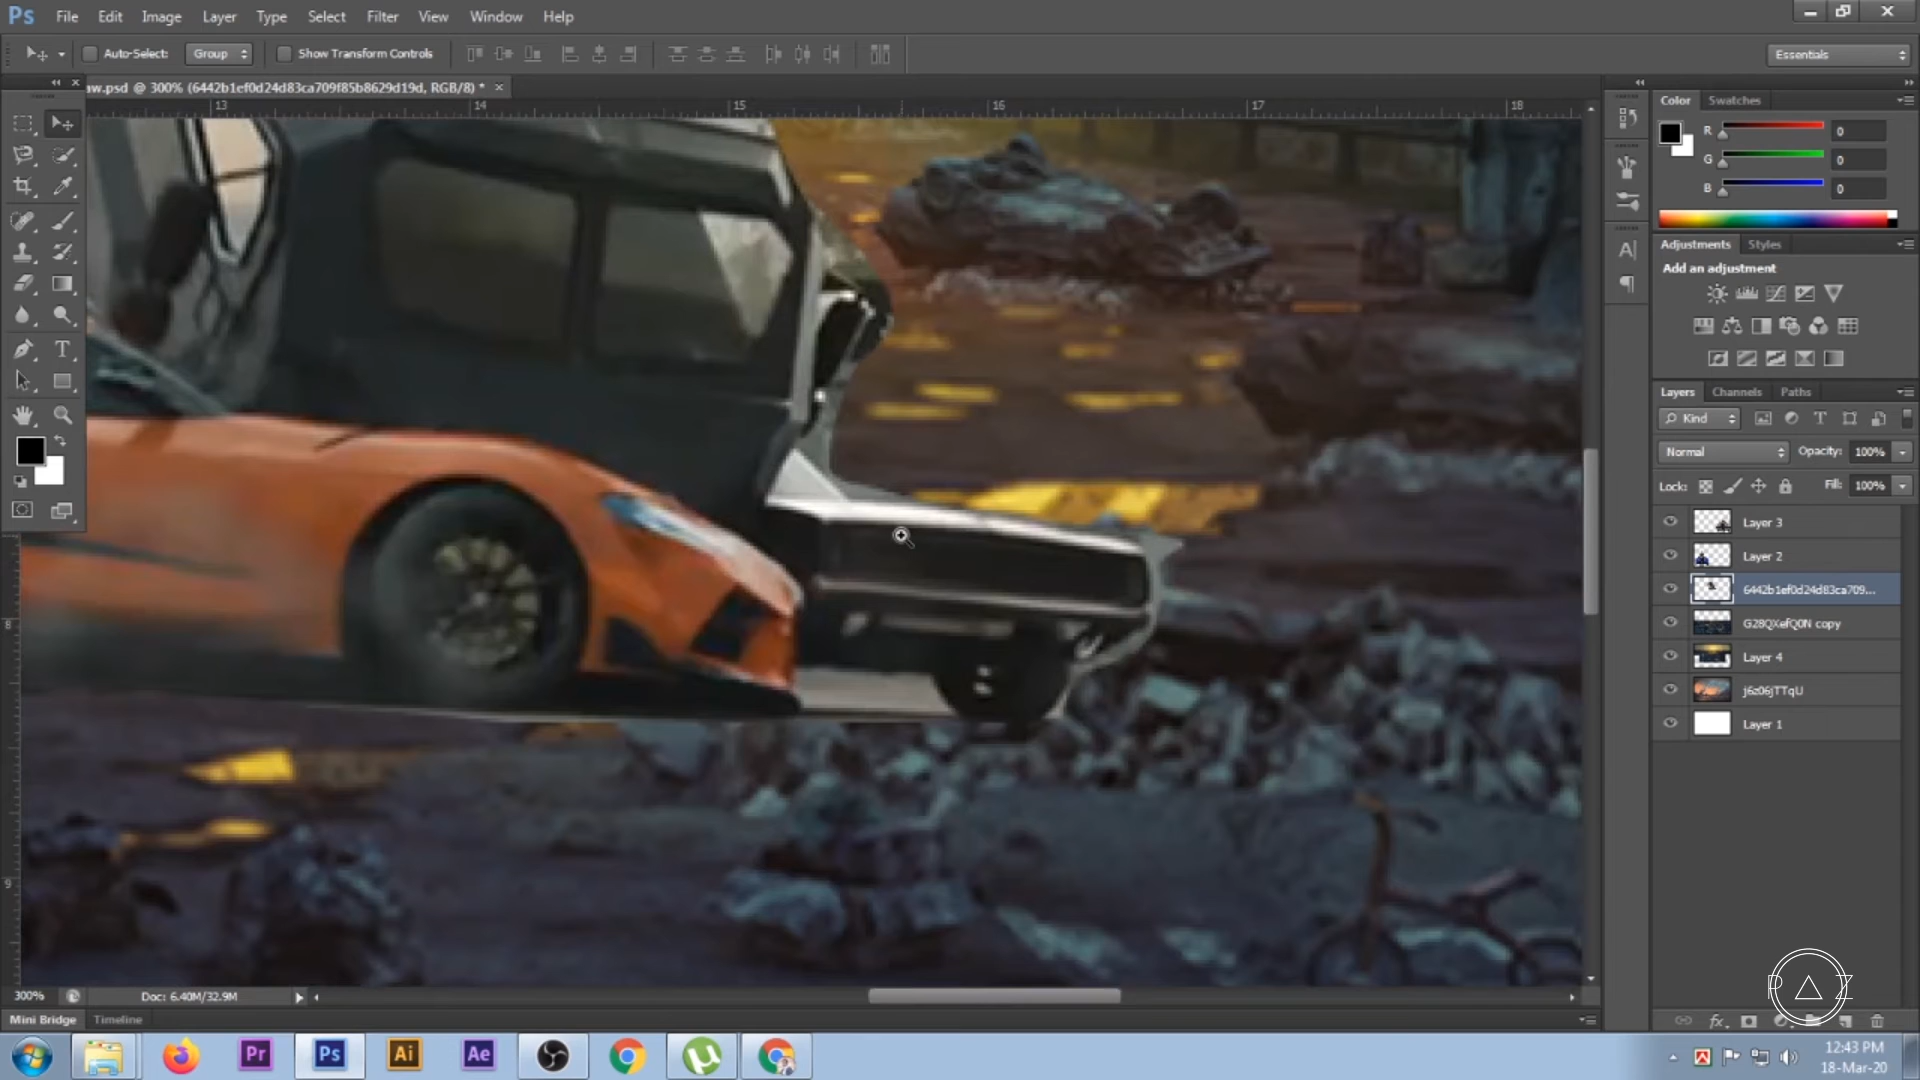 Ps File Edit Image Layer Type Select Filter View Window Help
Auto-Select: Group Show Transform Controls Essentials
aw.psd @ 300% (6442b1ef0d24d83ca709f85b8629d19d, RGB/8) * ×
13 14 15 16 17 18
8
9
Color Swatches
R 0
G 0
B 0
Adjustments Styles
Add an adjustment
Layers Channels Paths
Kind
Normal Opacity: 100%
Lock: Fill: 100%
Layer 3
Layer 2
6442b1ef0d24d83ca709...
G28QXefQ0N copy
Layer 4
j6z06jTTqU
Layer 1
P Z
300% Doc: 6.40M/32.9M
Mini Bridge Timeline
Pr Ps Ai Ae
12:43 PM
18-Mar-20